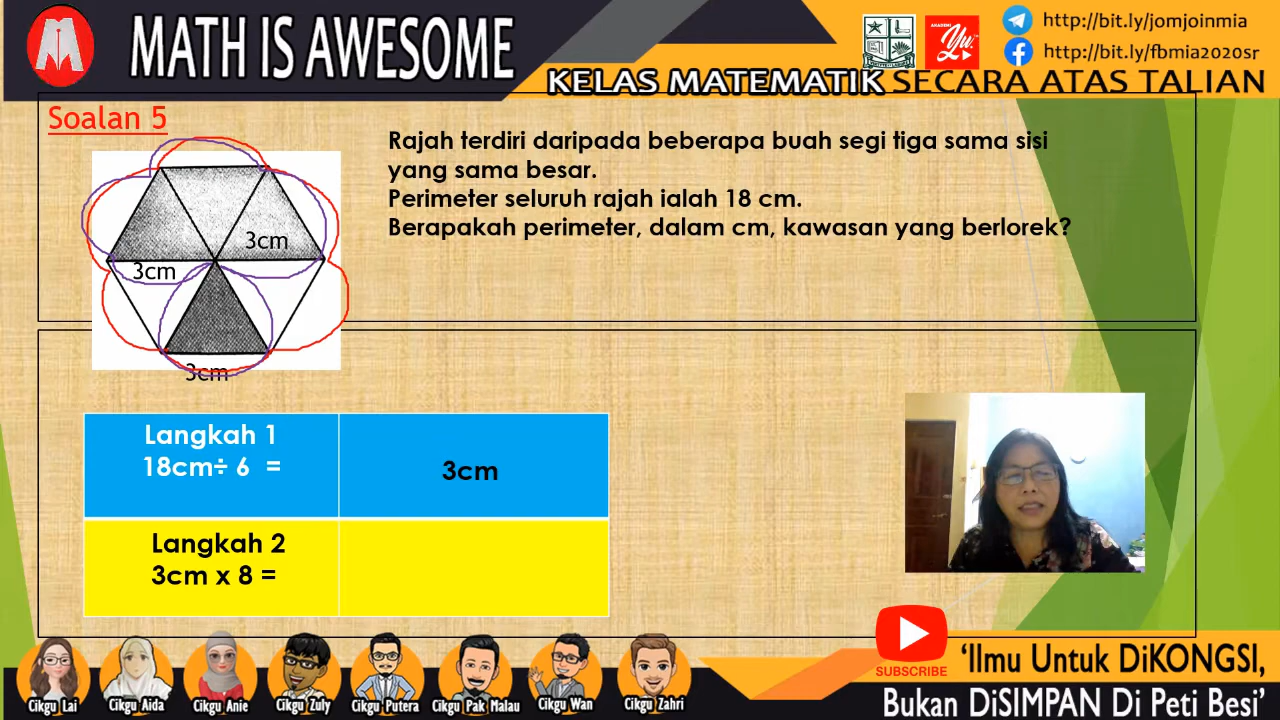 MATH IS AWESOME
http://bit.ly/jomjoinmia
http://bit.ly/fbmia2020sr
KELAS MATEMATIK SECARA ATAS TALIAN
Soalan 5
Rajah terdiri daripada beberapa buah segi tiga sama sisi
yang sama besar.
Perimeter seluruh rajah ialah 18 cm.
Berapakah perimeter, dalam cm, kawasan yang berlorek?
3cm
3cm
3cm
Langkah 1
18cm÷ 6 =
3cm
Langkah 2
3cm x 8 =
SUBSCRIBE
'Ilmu Untuk DiKONGSI,
Bukan DiSIMPAN Di Peti Besi'
Cikgu Lai
Cikgu Aida
Cikgu Anie
Cikgu Zuly
Cikgu Putera
Cikgu Pak Malau
Cikgu Wan
Cikgu Zahri